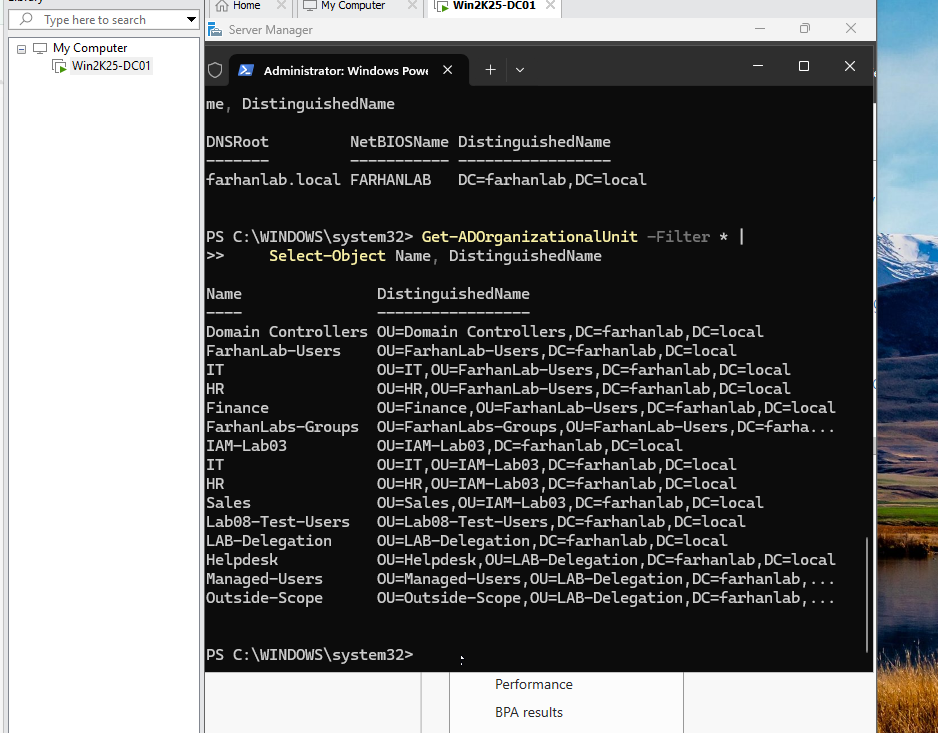 Type here to search
My Computer
Win2K25-DC01
Home
My Computer
Win2K25-DC01
Server Manager
Administrator: Windows Powe
me, DistinguishedName
DNSRoot NetBIOSName DistinguishedName
------- ----------- -----------------
farhanlab.local FARHANLAB DC=farhanlab,DC=local
PS C:\WINDOWS\system32> Get-ADOrganizationalUnit -Filter * |
>> Select-Object Name, DistinguishedName
Name DistinguishedName
---- -----------------
Domain Controllers OU=Domain Controllers,DC=farhanlab,DC=local
FarhanLab-Users OU=FarhanLab-Users,DC=farhanlab,DC=local
IT OU=IT,OU=FarhanLab-Users,DC=farhanlab,DC=local
HR OU=HR,OU=FarhanLab-Users,DC=farhanlab,DC=local
Finance OU=Finance,OU=FarhanLab-Users,DC=farhanlab,DC=local
FarhanLabs-Groups OU=FarhanLabs-Groups,OU=FarhanLab-Users,DC=farha...
IAM-Lab03 OU=IAM-Lab03,DC=farhanlab,DC=local
IT OU=IT,OU=IAM-Lab03,DC=farhanlab,DC=local
HR OU=HR,OU=IAM-Lab03,DC=farhanlab,DC=local
Sales OU=Sales,OU=IAM-Lab03,DC=farhanlab,DC=local
Lab08-Test-Users OU=Lab08-Test-Users,DC=farhanlab,DC=local
LAB-Delegation OU=LAB-Delegation,DC=farhanlab,DC=local
Helpdesk OU=Helpdesk,OU=LAB-Delegation,DC=farhanlab,DC=local
Managed-Users OU=Managed-Users,OU=LAB-Delegation,DC=farhanlab,...
Outside-Scope OU=Outside-Scope,OU=LAB-Delegation,DC=farhanlab,...
PS C:\WINDOWS\system32>
Performance
BPA results